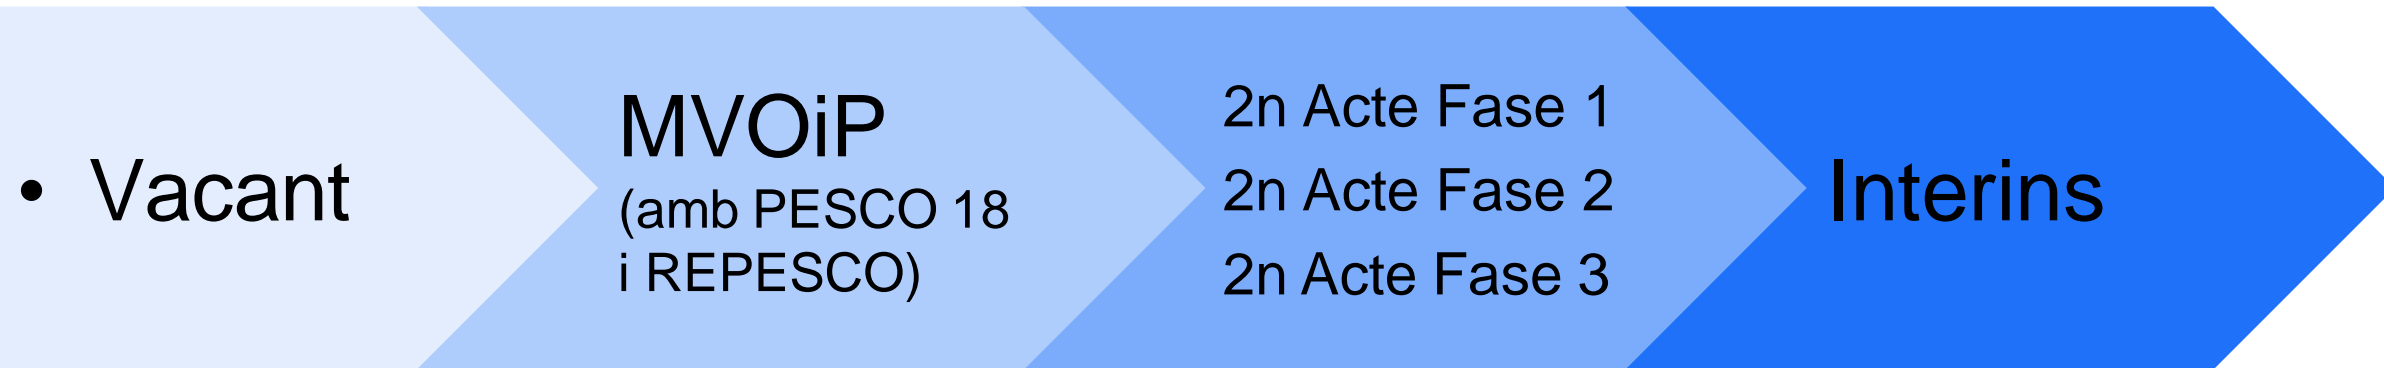 • Vacant
MVOiP
(amb PESCO 18
i REPESCO)
2n Acte Fase 1
2n Acte Fase 2
2n Acte Fase 3
Interins